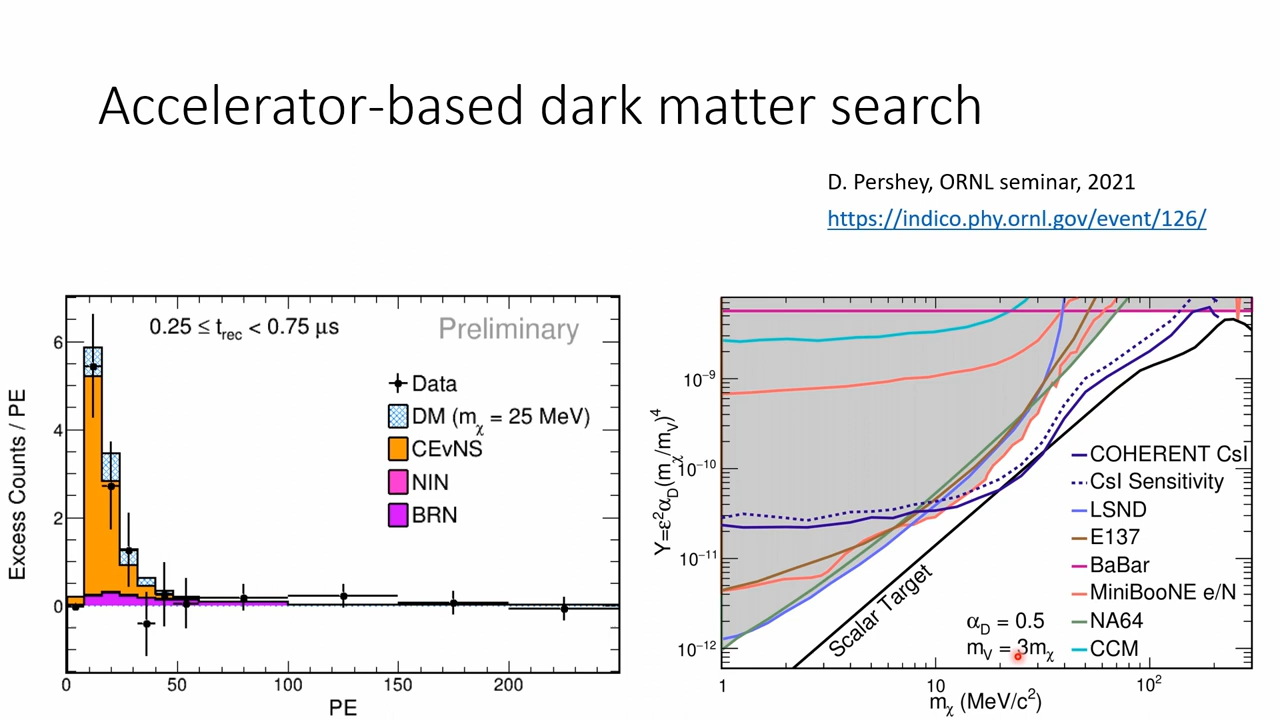 Accelerator-based dark matter search
D. Pershey, ORNL seminar, 2021
https://indico.phy.ornl.gov/event/126/
0.25 ≤ t_rec < 0.75 μs
Preliminary
Data
DM (m_χ = 25 MeV)
CEvNS
NIN
BRN
Excess Counts / PE
6
4
2
0
0 50 100 150 200
PE
Y=ε²α_D(m_χ/m_V)⁴
10⁻⁹
10⁻¹⁰
10⁻¹¹
10⁻¹²
COHERENT CsI
CsI Sensitivity
LSND
E137
BaBar
MiniBooNE e/N
NA64
CCM
Scalar Target
α_D = 0.5
m_V = 3m_χ
1 10 10²
m_χ (MeV/c²)